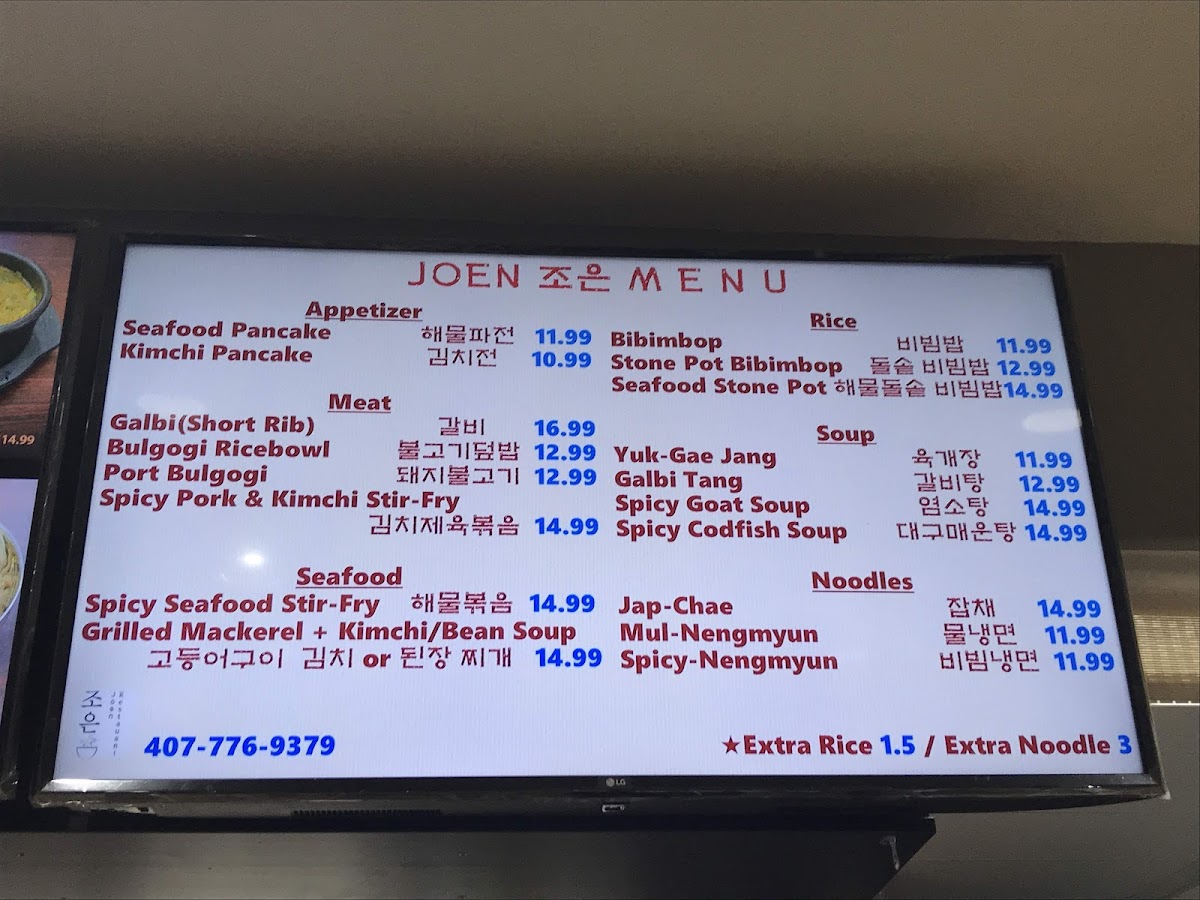 JOEN 조은 MENU
Appetizer
Seafood Pancake 해물파전 11.99
Kimchi Pancake 김치전 10.99
Meat
Galbi(Short Rib) 갈비 16.99
Bulgogi Ricebowl 불고기덮밥 12.99
Port Bulgogi 돼지불고기 12.99
Spicy Pork & Kimchi Stir-Fry
김치제육볶음 14.99
Seafood
Spicy Seafood Stir-Fry 해물볶음 14.99
Grilled Mackerel + Kimchi/Bean Soup
고등어구이 김치 or 된장 찌개 14.99
Rice
Bibimbop 비빔밥 11.99
Stone Pot Bibimbop 돌솥 비빔밥 12.99
Seafood Stone Pot 해물돌솥 비빔밥 14.99
Soup
Yuk-Gae Jang 육개장 11.99
Galbi Tang 갈비탕 12.99
Spicy Goat Soup 염소탕 14.99
Spicy Codfish Soup 대구매운탕 14.99
Noodles
Jap-Chae 잡채 14.99
Mul-Nengmyun 물냉면 11.99
Spicy-Nengmyun 비빔냉면 11.99
조은
Joen
Restaurant
407-776-9379
★Extra Rice 1.5 / Extra Noodle 3
LG
14.99